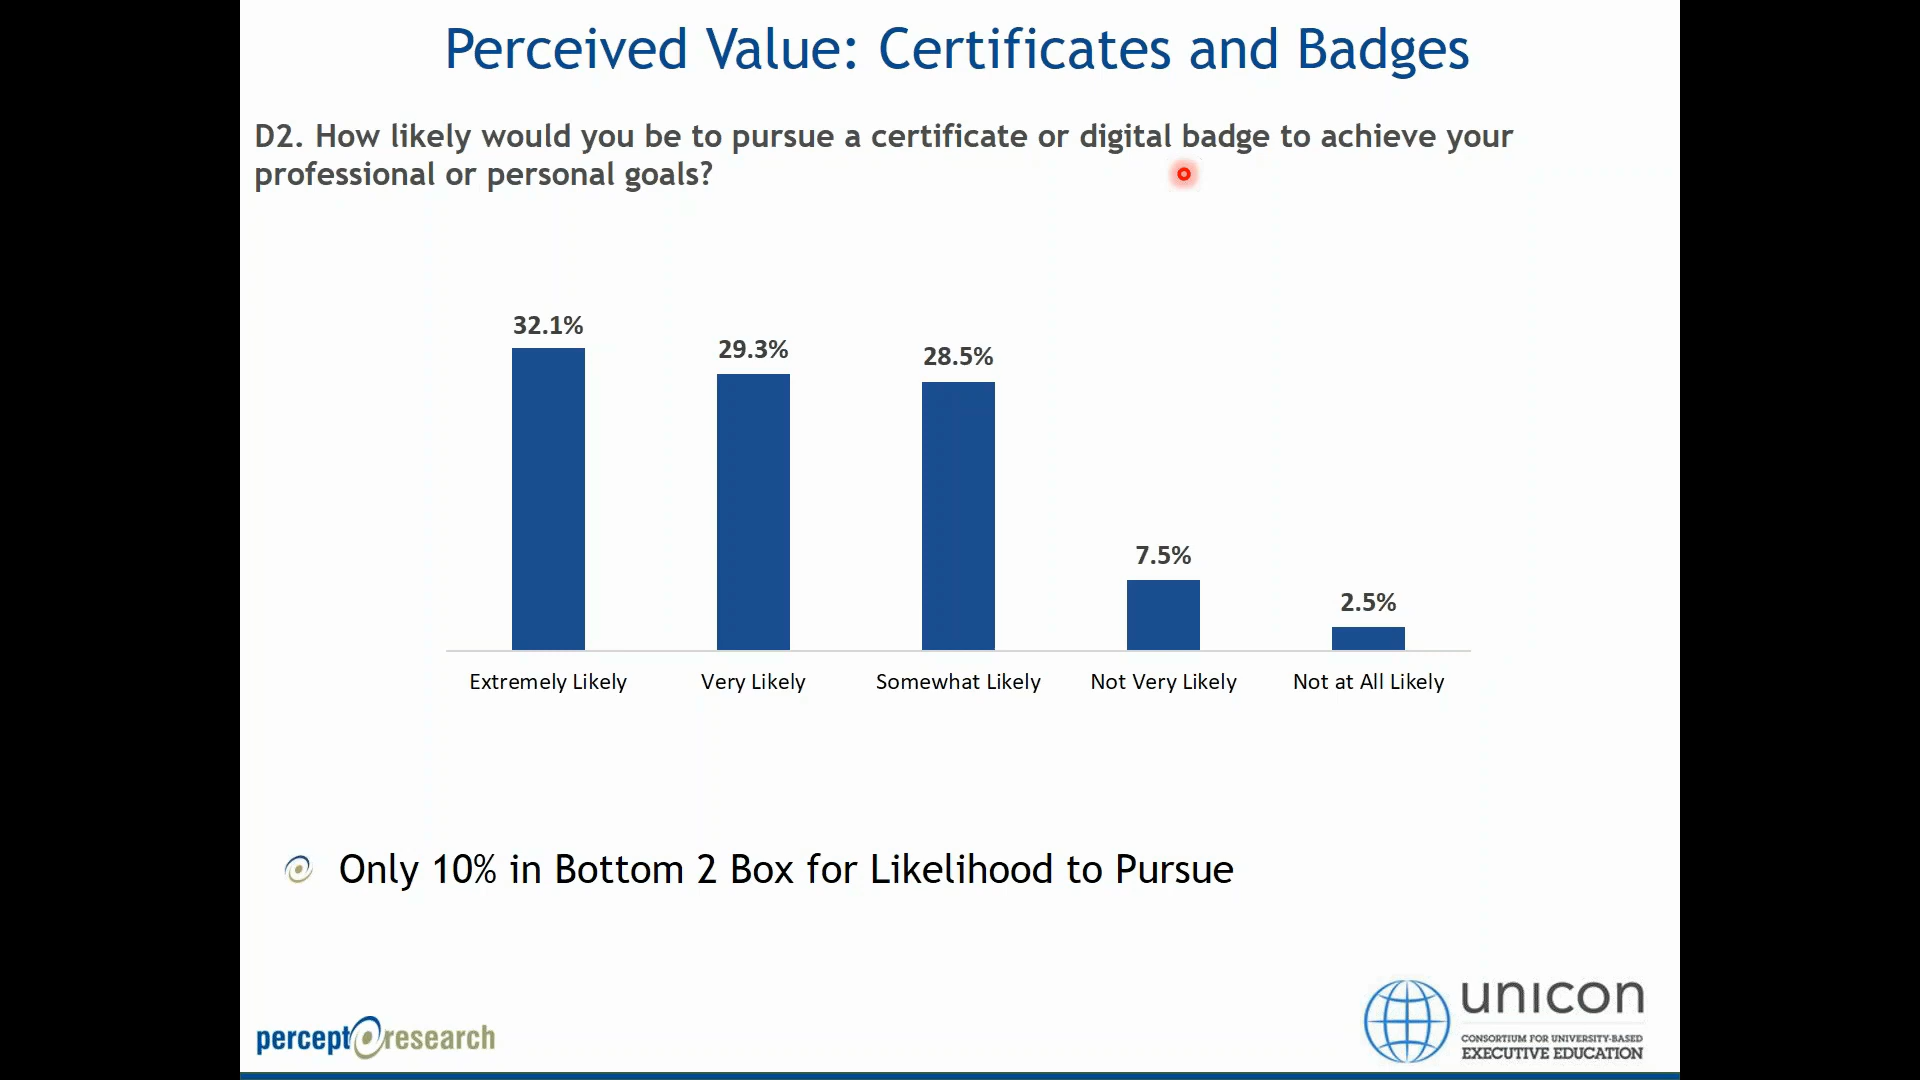 Perceived Value: Certificates and Badges
D2. How likely would you be to pursue a certificate or digital badge to achieve your
professional or personal goals?
32.1%
29.3%
28.5%
7.5%
2.5%
Extremely Likely
Very Likely
Somewhat Likely
Not Very Likely
Not at All Likely
Only 10% in Bottom 2 Box for Likelihood to Pursue
percept research
unicon
CONSORTIUM FOR UNIVERSITY-BASED
EXECUTIVE EDUCATION